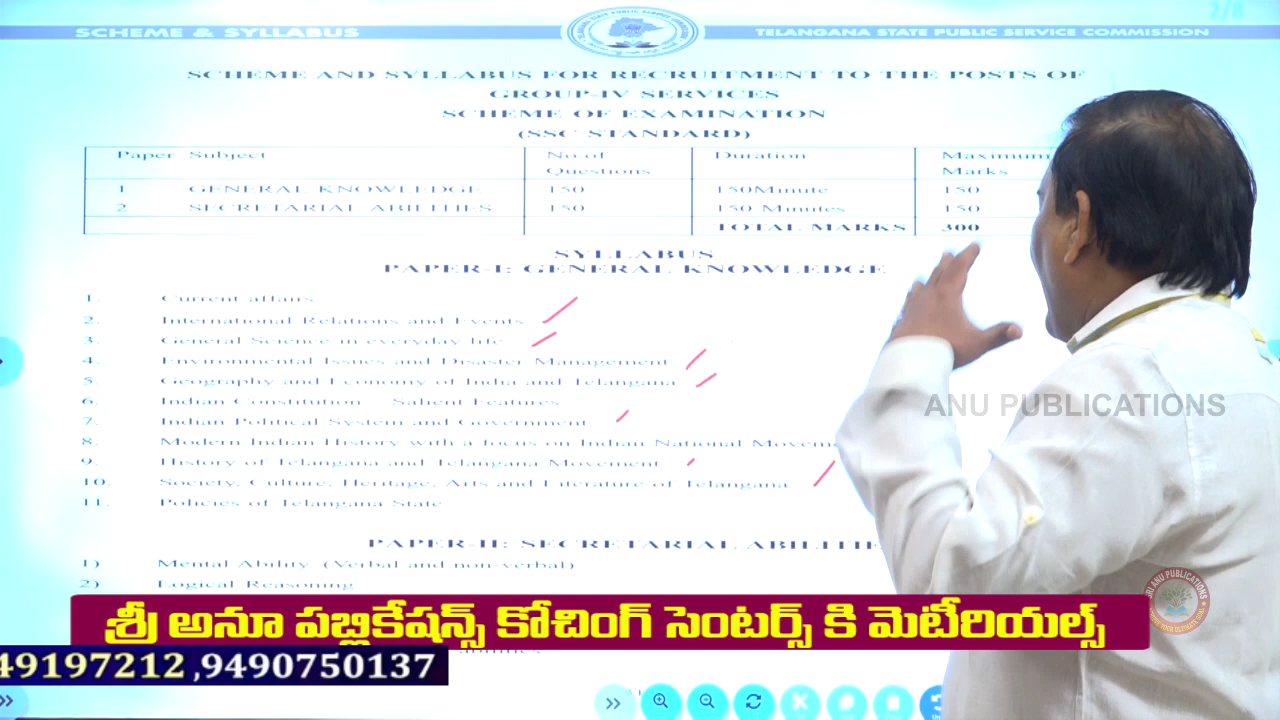 2/8
SCHEME & SYLLABUS
TELANGANA STATE PUBLIC SERVICE COMMISSION
SCHEME AND SYLLABUS FOR RECRUITMENT TO THE POSTS OF
GROUP-IV SERVICES
SCHEME OF EXAMINATION
(SSC STANDARD)
Paper Subject No of Questions Duration Maximum Marks
1 GENERAL KNOWLEDGE 150 150Minute 150
2 SECRETARIAL ABILITIES 150 150 Minutes 150
TOTAL MARKS 300
SYLLABUS
PAPER-I: GENERAL KNOWLEDGE
1. Current affairs.
2. International Relations and Events.
3. General Science in everyday life.
4. Environmental Issues and Disaster Management.
5. Geography and Economy of India and Telangana.
6. Indian Constitution: Salient Features.
7. Indian Political System and Government.
8. Modern Indian History with a focus on Indian National
9. History of Telangana and Telangana Movement.
10. Society, Culture, Heritage, Arts and Literature of Telangana.
11. Policies of Telangana State.
ANU PUBLICATIONS
PAPER-II: SECRETARIAL
1) Mental Ability (Verbal and non-verbal)
2) Logical Reasoning
శ్రీ అనూ పబ్లికేషన్స్ కోచింగ్ సెంటర్స్ కి మెటీరియల్స్
49197212 ,9490750137